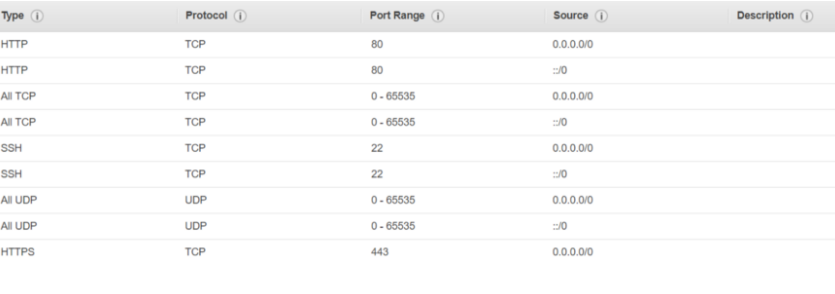 Type Protocol Port Range Source Description
HTTP TCP 80 0.0.0.0/0
HTTP TCP 80 ::/0
All TCP TCP 0 - 65535 0.0.0.0/0
All TCP TCP 0 - 65535 ::/0
SSH TCP 22 0.0.0.0/0
SSH TCP 22 ::/0
All UDP UDP 0 - 65535 0.0.0.0/0
All UDP UDP 0 - 65535 ::/0
HTTPS TCP 443 0.0.0.0/0